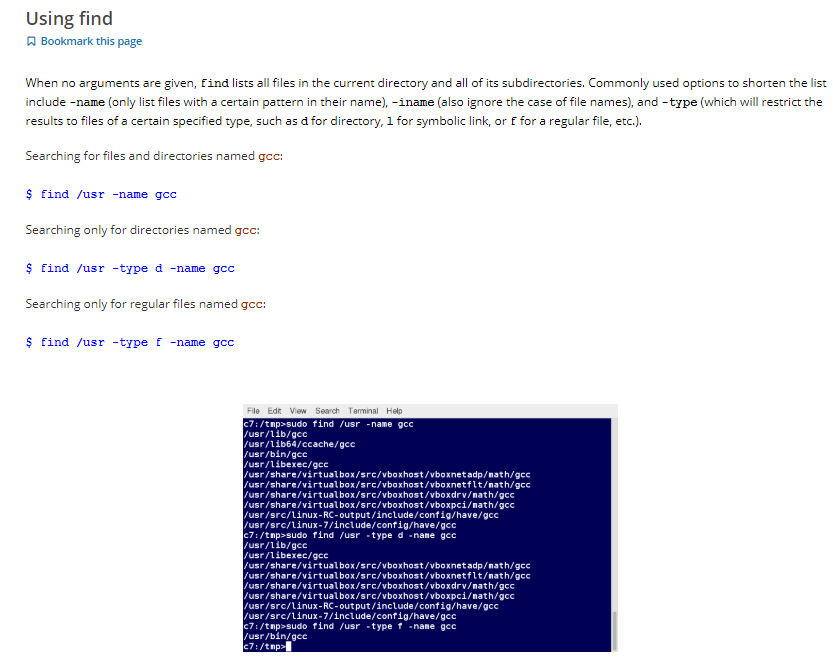 Using find
Bookmark this page
When no arguments are given, find lists all files in the current directory and all of its subdirectories. Commonly used options to shorten the list
include -name (only list files with a certain pattern in their name), -iname (also ignore the case of file names), and -type (which will restrict the
results to files of a certain specified type, such as d for directory, l for symbolic link, or f for a regular file, etc.).
Searching for files and directories named gcc:
$ find /usr -name gcc
Searching only for directories named gcc:
$ find /usr -type d -name gcc
Searching only for regular files named gcc:
$ find /usr -type f -name gcc
File Edit View Search Terminal Help
c7:/tmp>sudo find /usr -name gcc
/usr/lib/gcc
/usr/lib64/ccache/gcc
/usr/bin/gcc
/usr/libexec/gcc
/usr/share/virtualbox/src/vboxhost/vboxnetadp/math/gcc
/usr/share/virtualbox/src/vboxhost/vboxnetflt/math/gcc
/usr/share/virtualbox/src/vboxhost/vboxdrv/math/gcc
/usr/share/virtualbox/src/vboxhost/vboxpci/math/gcc
/usr/src/linux-RC-output/include/config/have/gcc
/usr/src/linux-7/include/config/have/gcc
c7:/tmp>sudo find /usr -type d -name gcc
/usr/lib/gcc
/usr/libexec/gcc
/usr/share/virtualbox/src/vboxhost/vboxnetadp/math/gcc
/usr/share/virtualbox/src/vboxhost/vboxnetflt/math/gcc
/usr/share/virtualbox/src/vboxhost/vboxdrv/math/gcc
/usr/share/virtualbox/src/vboxhost/vboxpci/math/gcc
/usr/src/linux-RC-output/include/config/have/gcc
/usr/src/linux-7/include/config/have/gcc
c7:/tmp>sudo find /usr -type f -name gcc
/usr/bin/gcc
c7:/tmp>